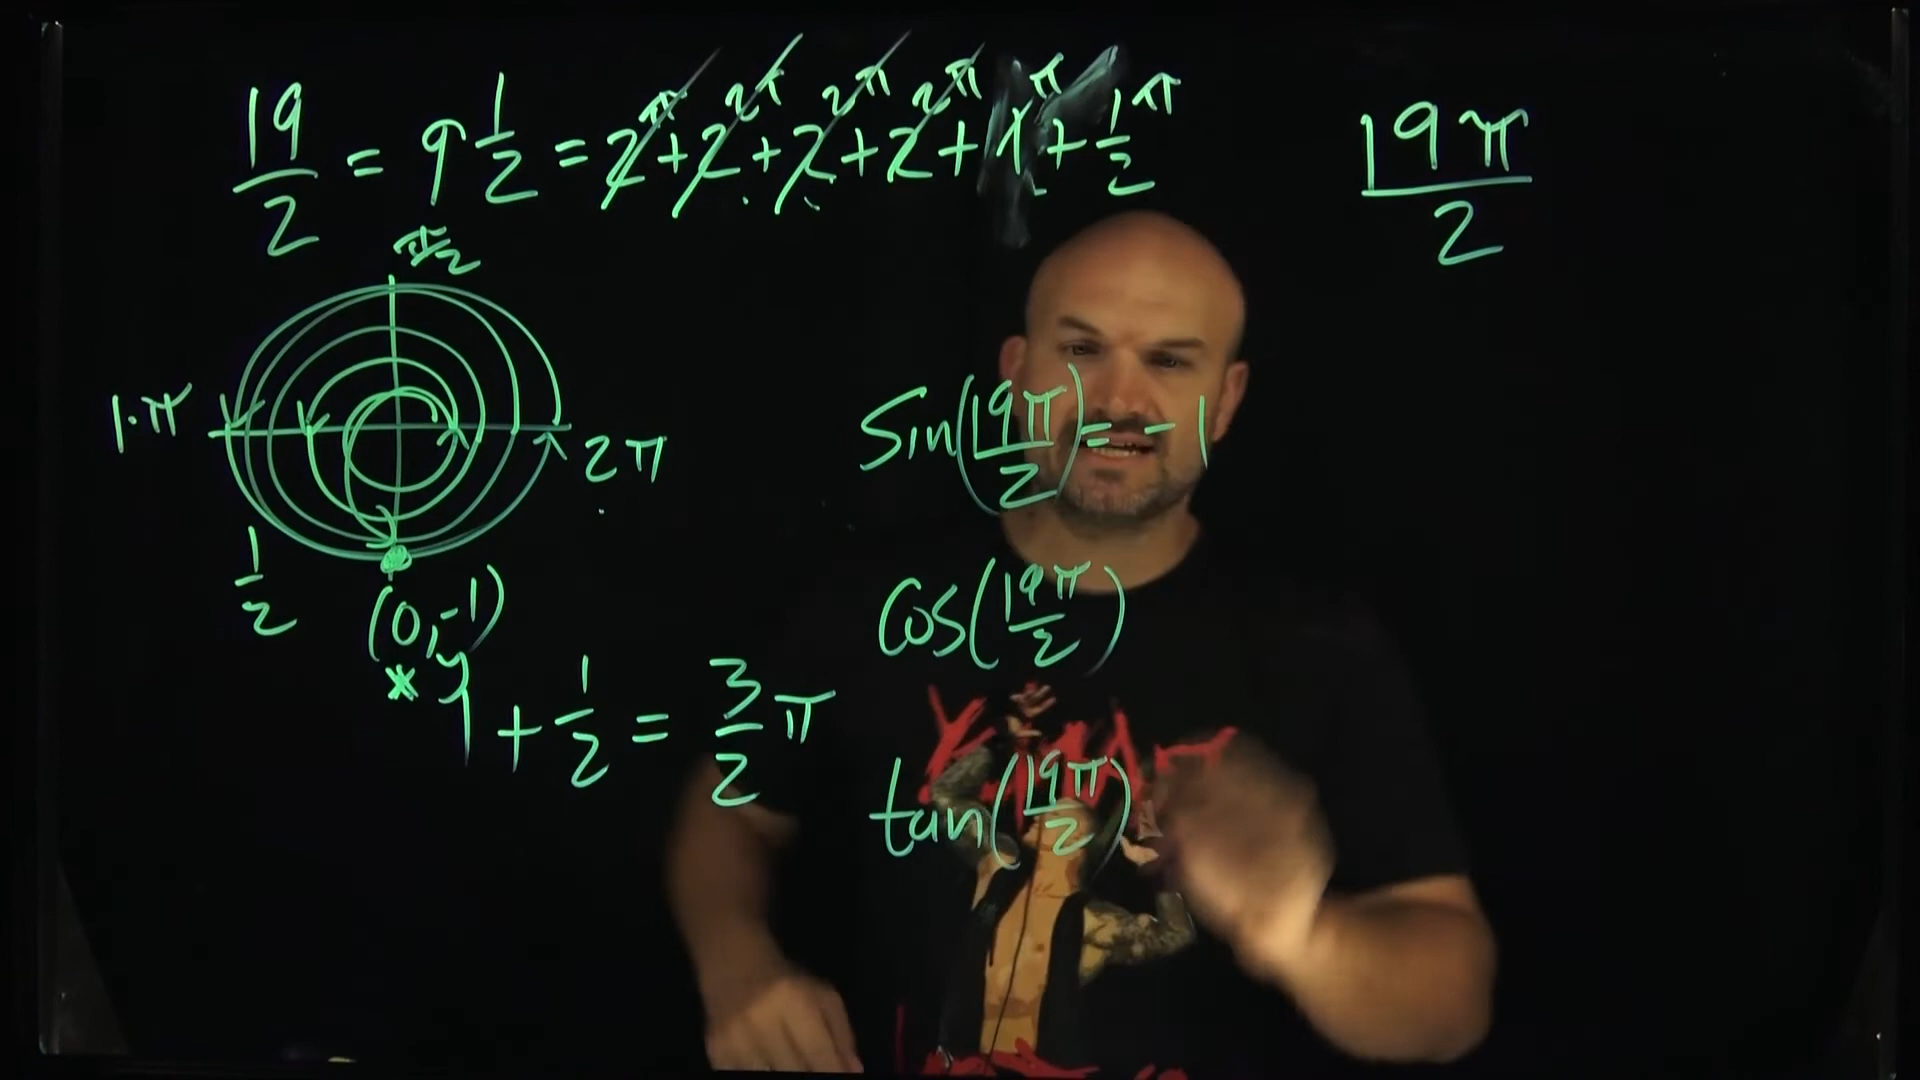 19/2 = 9 1/2 = 2π + 2π + 2π + 2π + 1π + 1/2 π
19π/2
π/2
1·π
2π
sin(19π/2) = -1
1/2
(0,-1)
* y
cos(19π/2)
1 + 1/2 = 3/2 π
tan(19π/2)